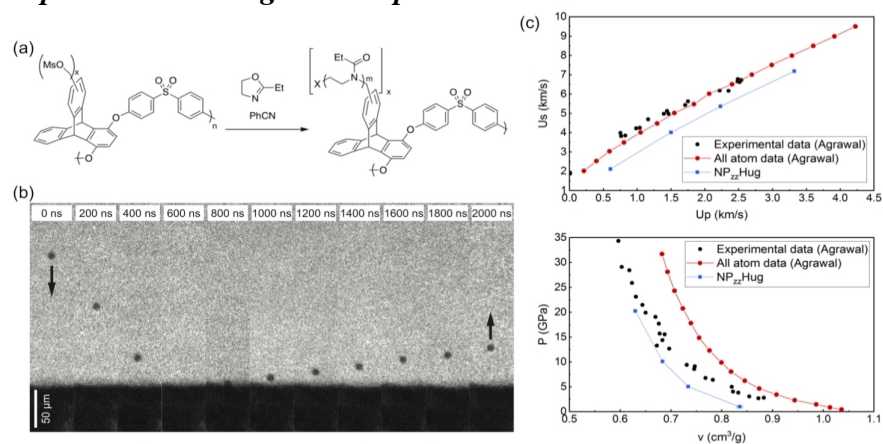 (a)
MsO
x
O
O
S
O
O
n
O
N
Et
PhCN
Et
O
X
N
m
x
O
O
S
O
O
(b)
0 ns 200 ns 400 ns 600 ns 800 ns 1000 ns 1200 ns 1400 ns 1600 ns 1800 ns 2000 ns
50 μm
(c)
10
9
8
7
6
5
4
3
2
1
Us (km/s)
Experimental data (Agrawal)
All atom data (Agrawal)
NPzzHug
0.0 0.5 1.0 1.5 2.0 2.5 3.0 3.5 4.0 4.5
Up (km/s)
35
30
25
20
15
10
5
0
P (GPa)
Experimental data (Agrawal)
All atom data (Agrawal)
NPzzHug
0.5 0.6 0.7 0.8 0.9 1.0 1.1
v (cm³/g)